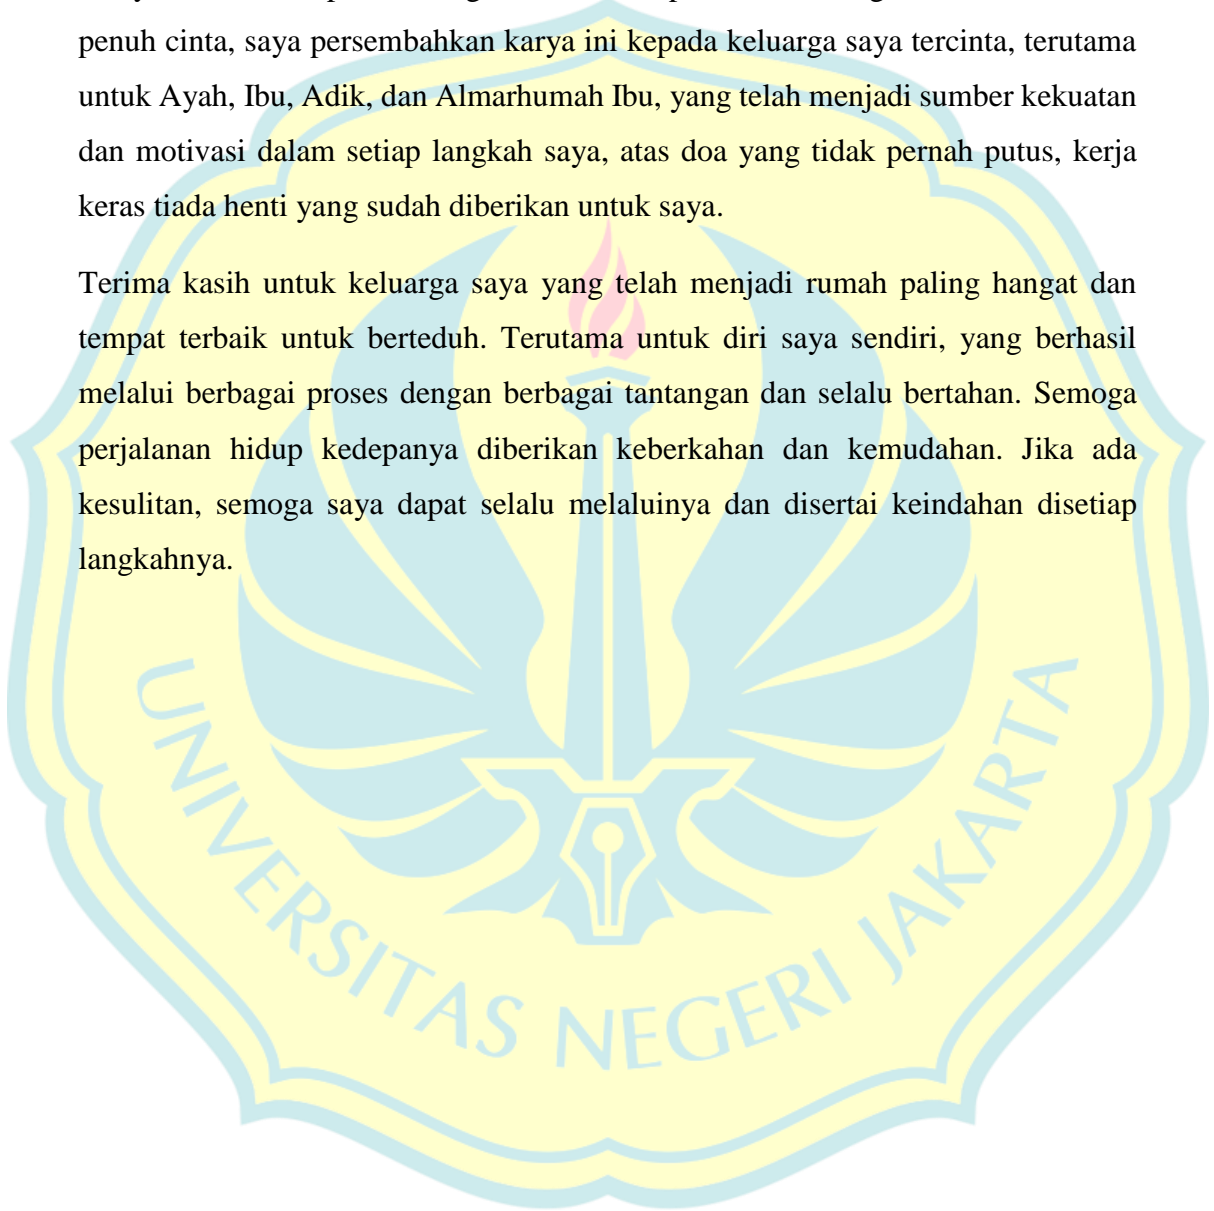 penuh cinta, saya persembahkan karya ini kepada keluarga saya tercinta, terutama
untuk Ayah, Ibu, Adik, dan Almarhumah Ibu, yang telah menjadi sumber kekuatan
dan motivasi dalam setiap langkah saya, atas doa yang tidak pernah putus, kerja
keras tiada henti yang sudah diberikan untuk saya.
Terima kasih untuk keluarga saya yang telah menjadi rumah paling hangat dan
tempat terbaik untuk berteduh. Terutama untuk diri saya sendiri, yang berhasil
melalui berbagai proses dengan berbagai tantangan dan selalu bertahan. Semoga
perjalanan hidup kedepanya diberikan keberkahan dan kemudahan. Jika ada
kesulitan, semoga saya dapat selalu melaluinya dan disertai keindahan disetiap
langkahnya.
UNIVERSITAS NEGERI JAKARTA